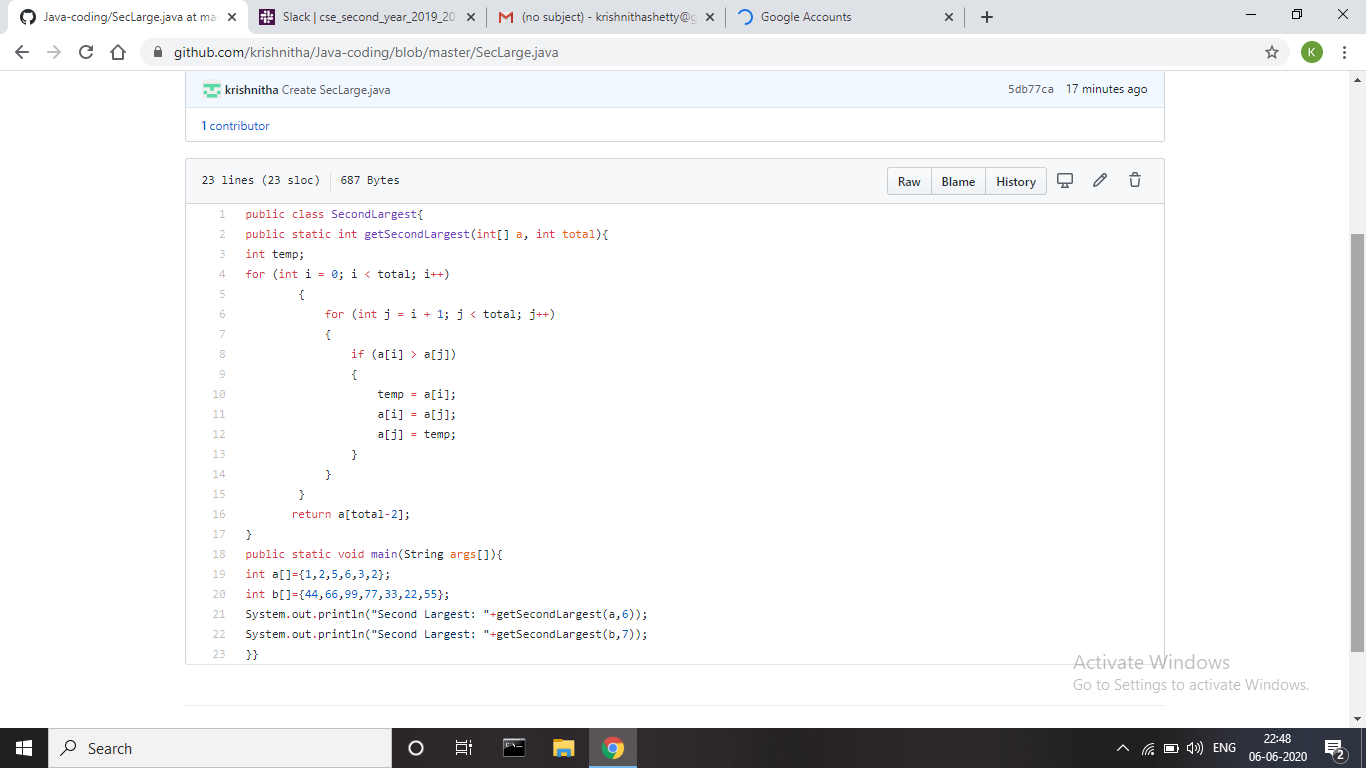 Java-coding/SecLarge.java at ma
Slack | cse_second_year_2019_20
(no subject) - krishnithashetty@g
Google Accounts
github.com/krishnitha/Java-coding/blob/master/SecLarge.java
K
krishnitha Create SecLarge.java
5db77ca 17 minutes ago
1 contributor
23 lines (23 sloc) 687 Bytes
Raw Blame History
1 public class SecondLargest{
2 public static int getSecondLargest(int[] a, int total){
3 int temp;
4 for (int i = 0; i < total; i++)
5 {
6 for (int j = i + 1; j < total; j++)
7 {
8 if (a[i] > a[j])
9 {
10 temp = a[i];
11 a[i] = a[j];
12 a[j] = temp;
13 }
14 }
15 }
16 return a[total-2];
17 }
18 public static void main(String args[]){
19 int a[]={1,2,5,6,3,2};
20 int b[]={44,66,99,77,33,22,55};
21 System.out.println("Second Largest: "+getSecondLargest(a,6));
22 System.out.println("Second Largest: "+getSecondLargest(b,7));
23 }}
Activate Windows
Go to Settings to activate Windows.
Search
ENG
22:48
06-06-2020
2